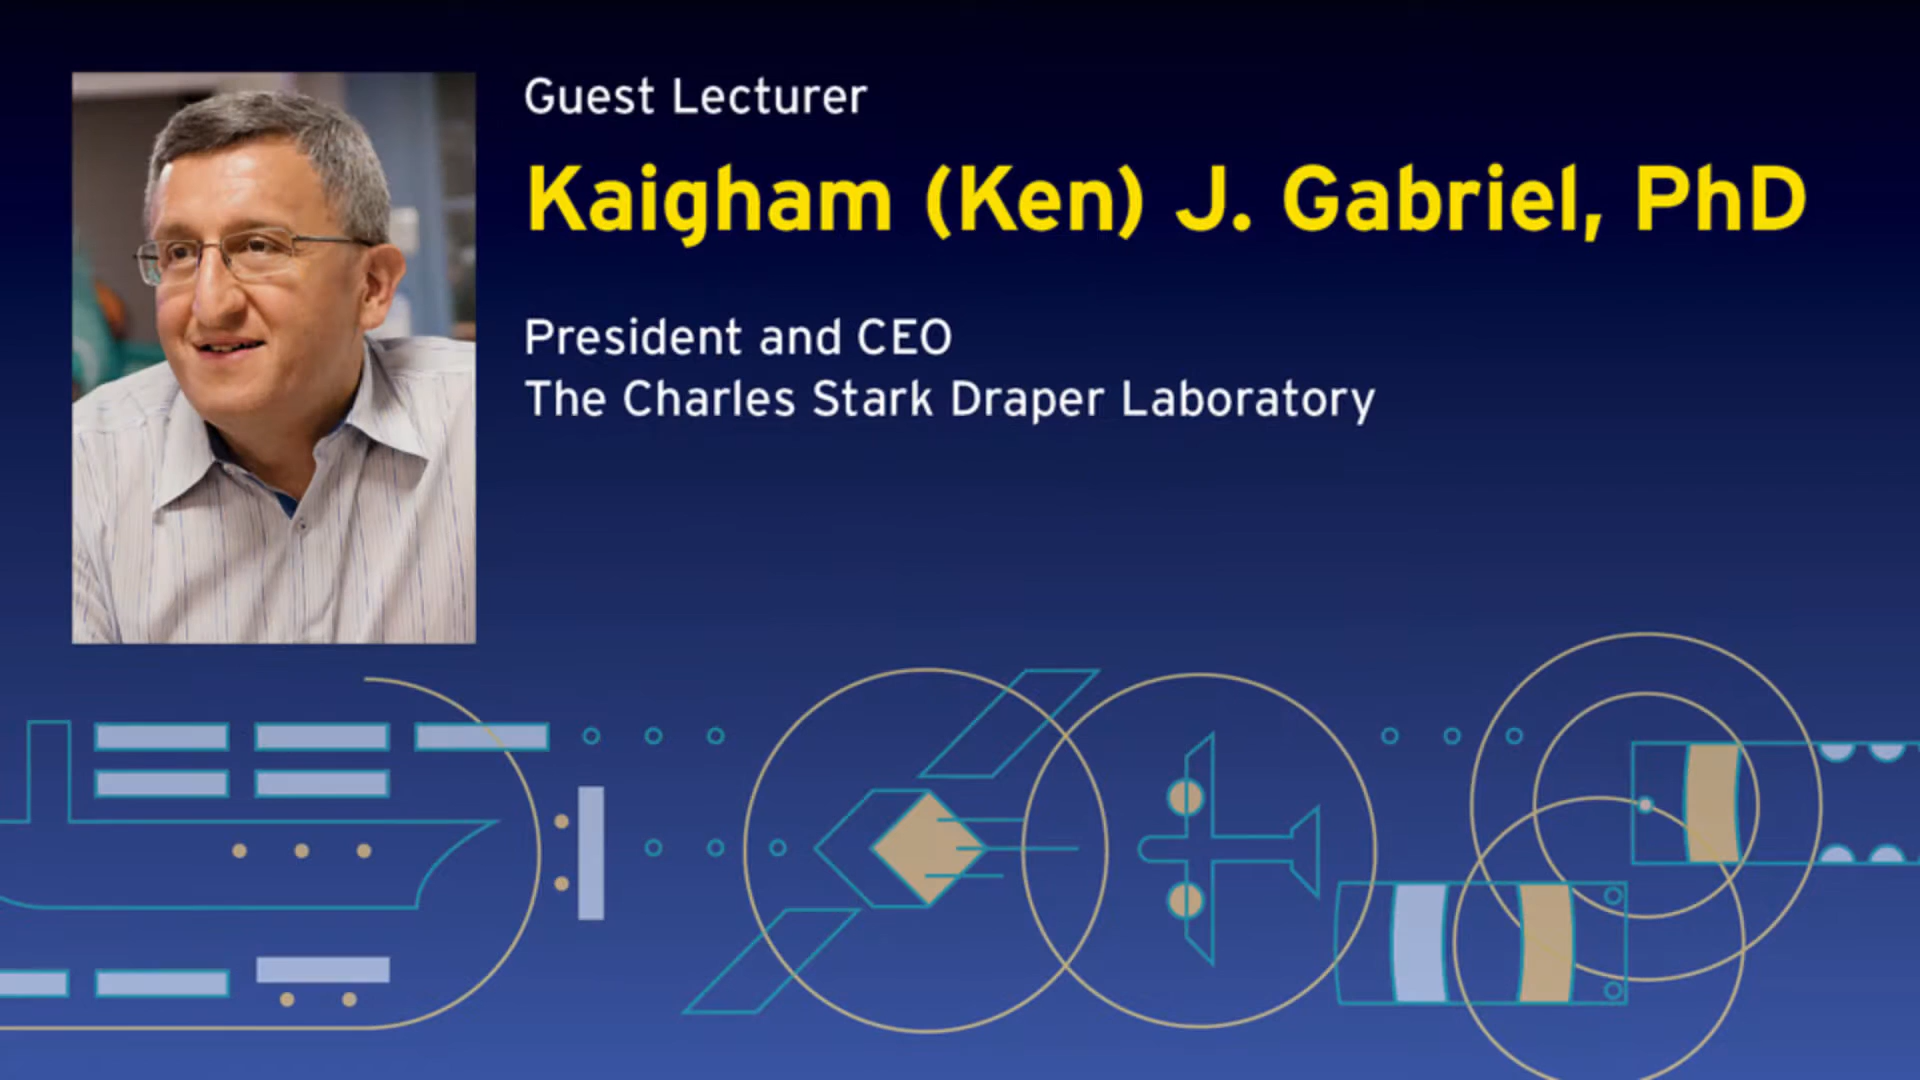 Guest Lecturer
Kaigham (Ken) J. Gabriel, PhD
President and CEO
The Charles Stark Draper Laboratory